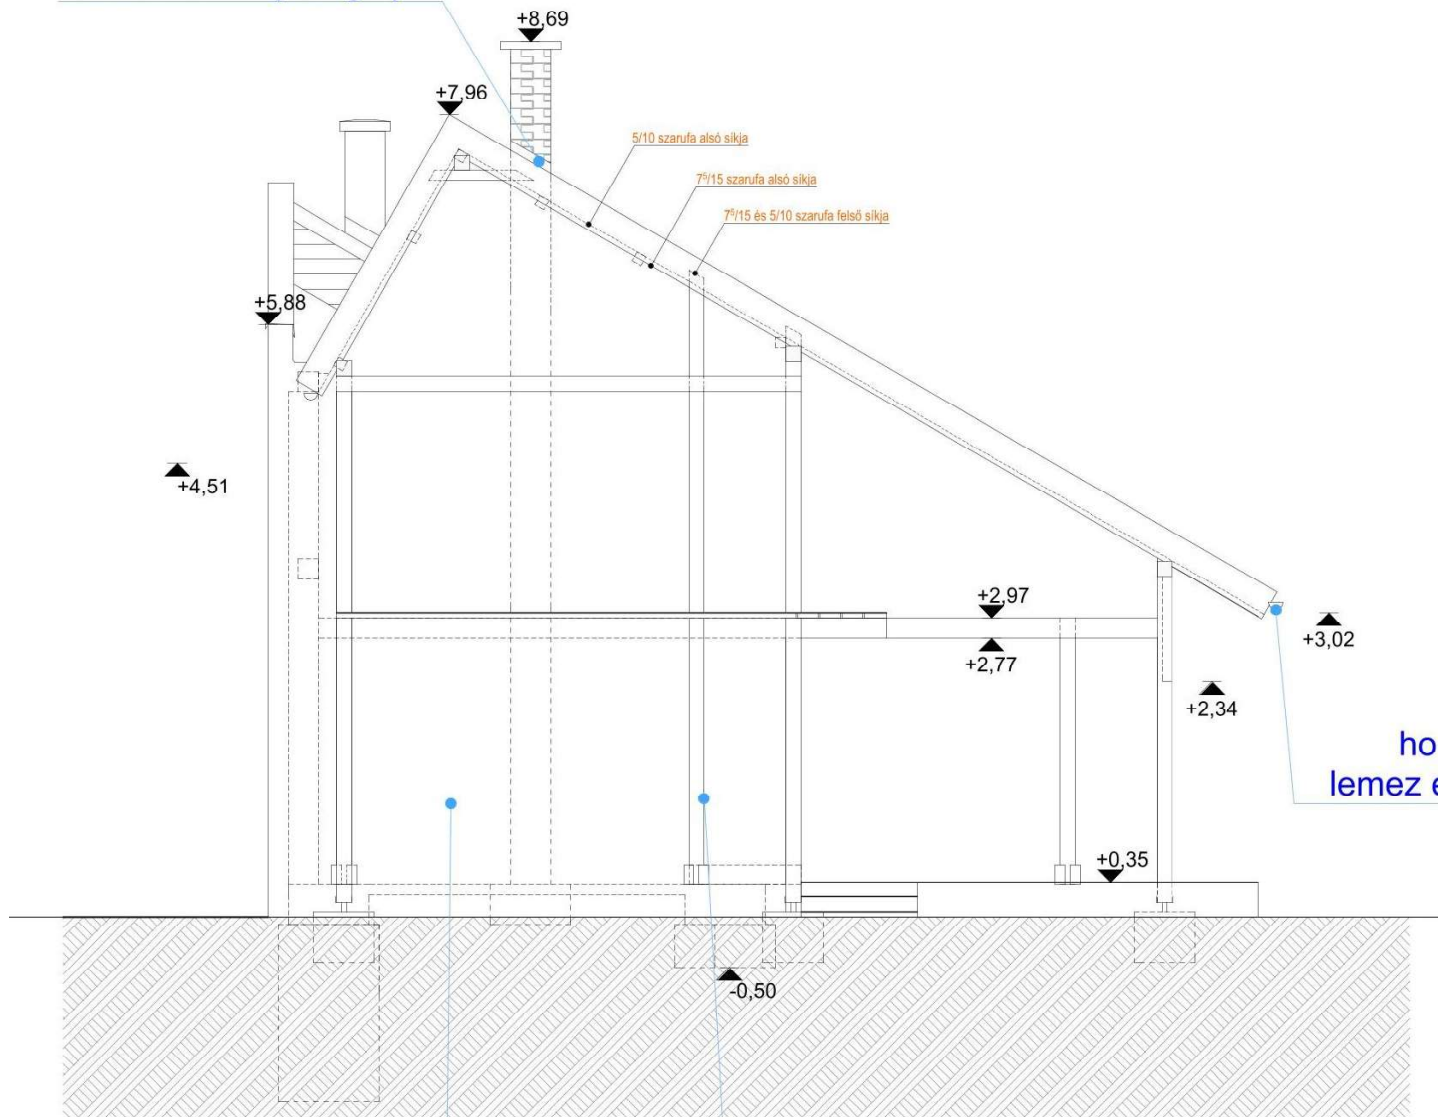 +8,69
+7,96
5/10 szarufa alsó síkja
7⁵/15 szarufa alsó síkja
7⁵/15 és 5/10 szarufa felső síkja
+5,88
+4,51
+2,97
+3,02
+2,77
+2,34
ho
lemez e
+0,35
-0,50